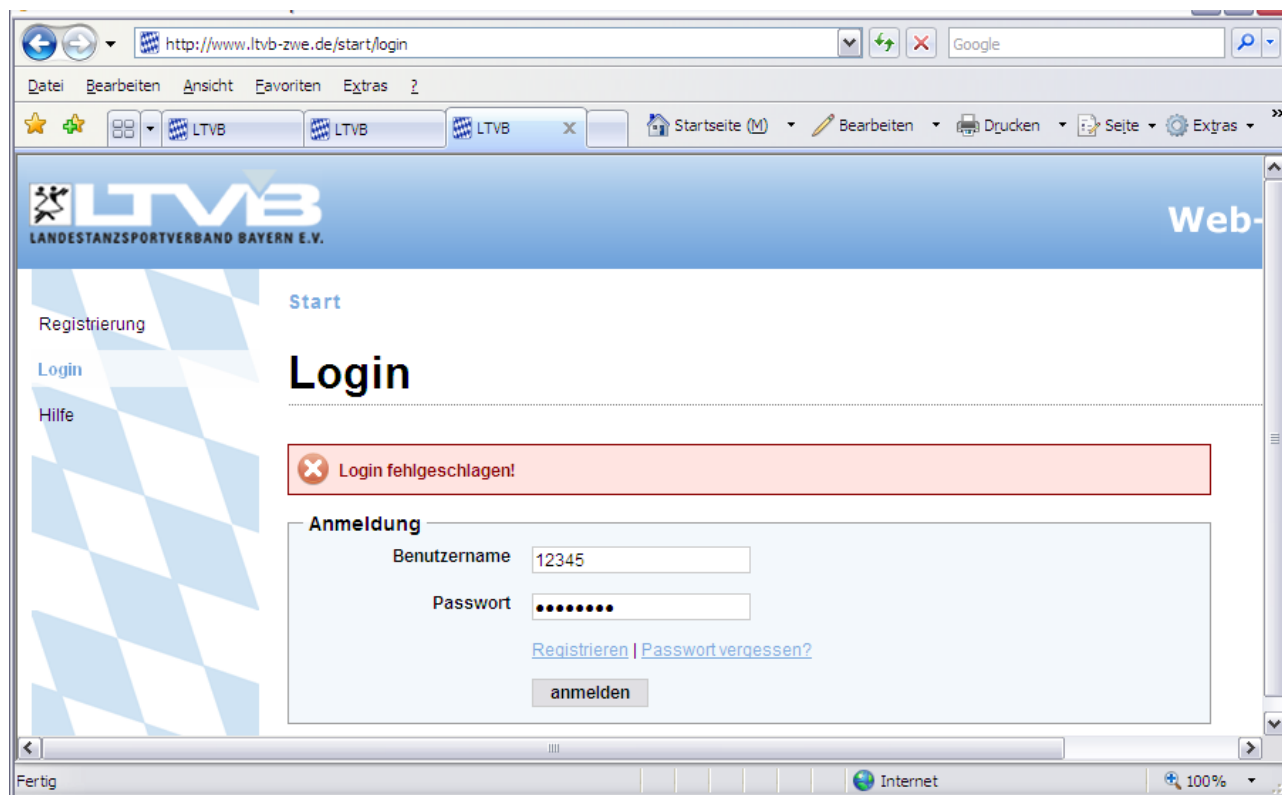 http://www.ltvb-zwe.de/start/login
Google
Datei Bearbeiten Ansicht Favoriten Extras ?
LTVB
LTVB
LTVB
Startseite (M)
Bearbeiten
Drucken
Seite
Extras
»
LTVB
LANDESTANZSPORTVERBAND BAYERN E.V.
Web-
Registrierung
Login
Hilfe
Start
Login
Login fehlgeschlagen!
Anmeldung
Benutzername 12345
Passwort ••••••••
Registrieren | Passwort vergessen?
anmelden
Fertig
Internet
100%